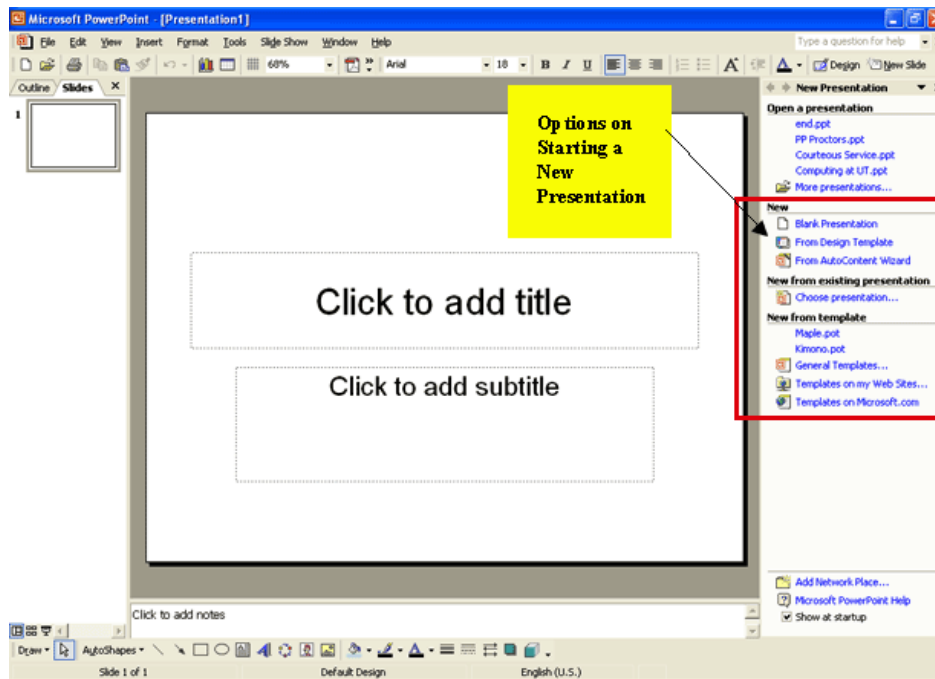 Microsoft PowerPoint - [Presentation1]
File Edit View Insert Format Tools Slide Show Window Help
Type a question for help
68% Arial 18 B I U A A Design New Slide
Outline Slides
New Presentation
1
Open a presentation
end.ppt
PP Proctors.ppt
Courteous Service.ppt
Computing at UT.ppt
More presentations...
New
Blank Presentation
From Design Template
From AutoContent Wizard
New from existing presentation
Choose presentation...
New from template
Maple.pot
Kimono.pot
General Templates...
Templates on my Web Sites...
Templates on Microsoft.com
Options on
Starting a
New
Presentation
Click to add title
Click to add subtitle
Add Network Place...
Microsoft PowerPoint Help
Show at startup
Click to add notes
Draw AutoShapes A A
Slide 1 of 1 Default Design English (U.S.)